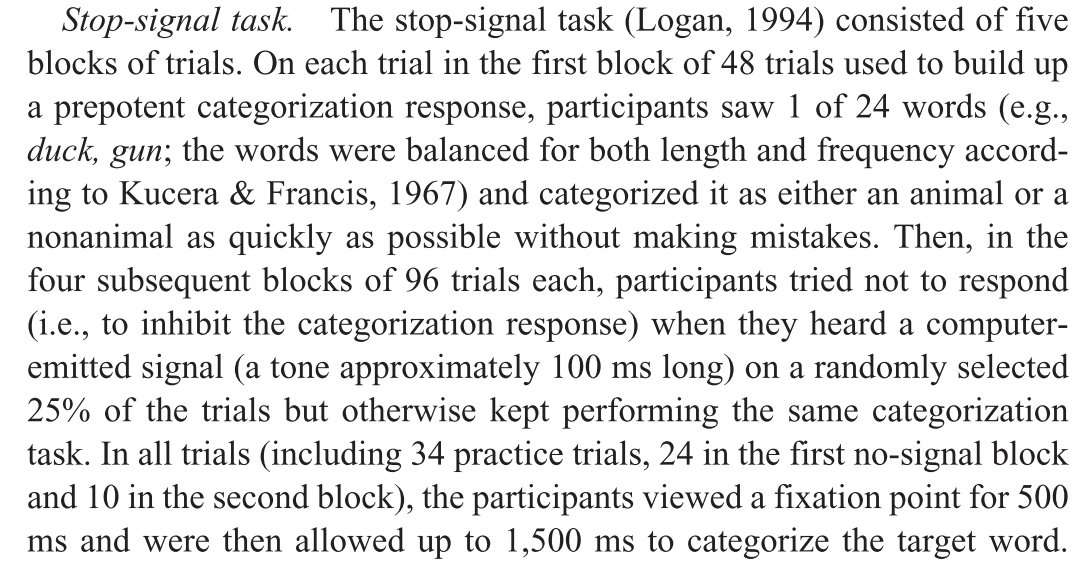 Stop-signal task. The stop-signal task (Logan, 1994) consisted of five
blocks of trials. On each trial in the first block of 48 trials used to build up
a prepotent categorization response, participants saw 1 of 24 words (e.g.,
duck, gun; the words were balanced for both length and frequency accord-
ing to Kucera & Francis, 1967) and categorized it as either an animal or a
nonanimal as quickly as possible without making mistakes. Then, in the
four subsequent blocks of 96 trials each, participants tried not to respond
(i.e., to inhibit the categorization response) when they heard a computer-
emitted signal (a tone approximately 100 ms long) on a randomly selected
25% of the trials but otherwise kept performing the same categorization
task. In all trials (including 34 practice trials, 24 in the first no-signal block
and 10 in the second block), the participants viewed a fixation point for 500
ms and were then allowed up to 1,500 ms to categorize the target word.